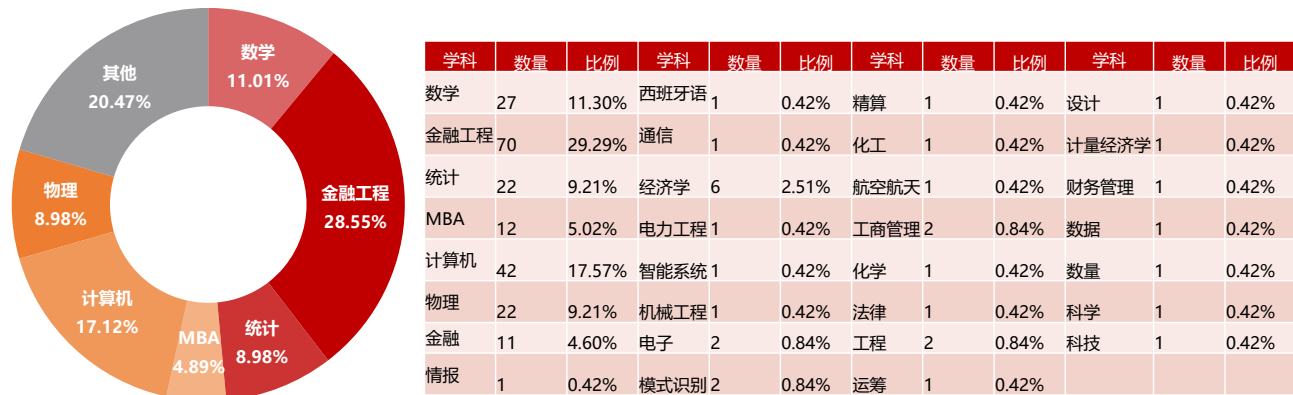 数学
11.01%
金融工程
28.55%
统计
8.98%
MBA
4.89%
计算机
17.12%
物理
8.98%
其他
20.47%
学科 数量 比例 学科 数量 比例 学科 数量 比例 学科 数量 比例
数学 27 11.30% 西班牙语 1 0.42% 精算 1 0.42% 设计 1 0.42%
金融工程 70 29.29% 通信 1 0.42% 化工 1 0.42% 计量经济学 1 0.42%
统计 22 9.21% 经济学 6 2.51% 航空航天 1 0.42% 财务管理 1 0.42%
MBA 12 5.02% 电力工程 1 0.42% 工商管理 2 0.84% 数据 1 0.42%
计算机 42 17.57% 智能系统 1 0.42% 化学 1 0.42% 数量 1 0.42%
物理 22 9.21% 机械工程 1 0.42% 法律 1 0.42% 科学 1 0.42%
金融 11 4.60% 电子 2 0.84% 工程 2 0.84% 科技 1 0.42%
情报 1 0.42% 模式识别 2 0.84% 运筹 1 0.42%